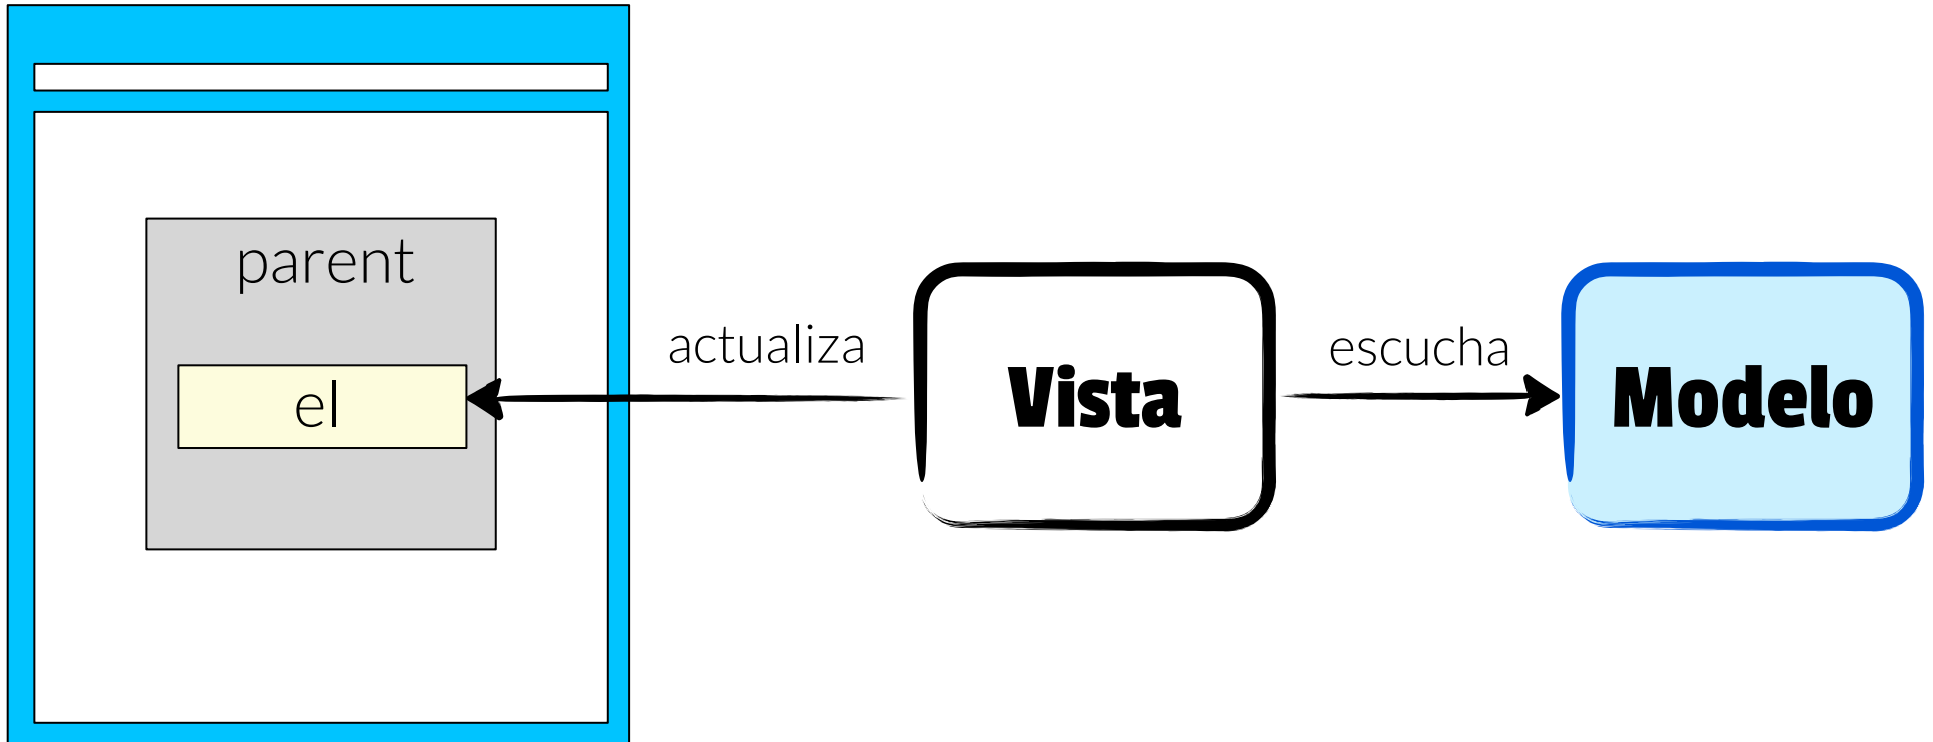 parent
el
actualiza
Vista
escucha
Modelo